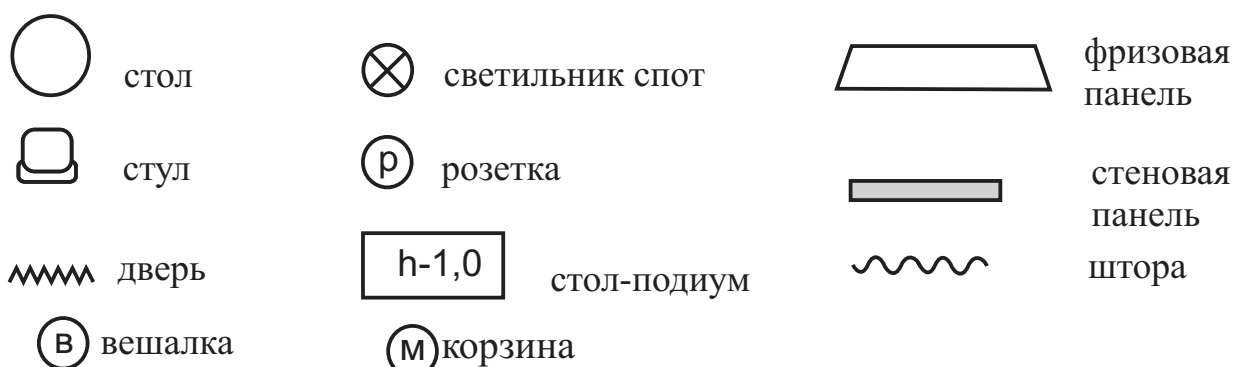 стол
светильник спот
фризовая
панель
стул
р розетка
стеновая
панель
дверь
h-1,0
стол-подиум
штора
в вешалка
м корзина